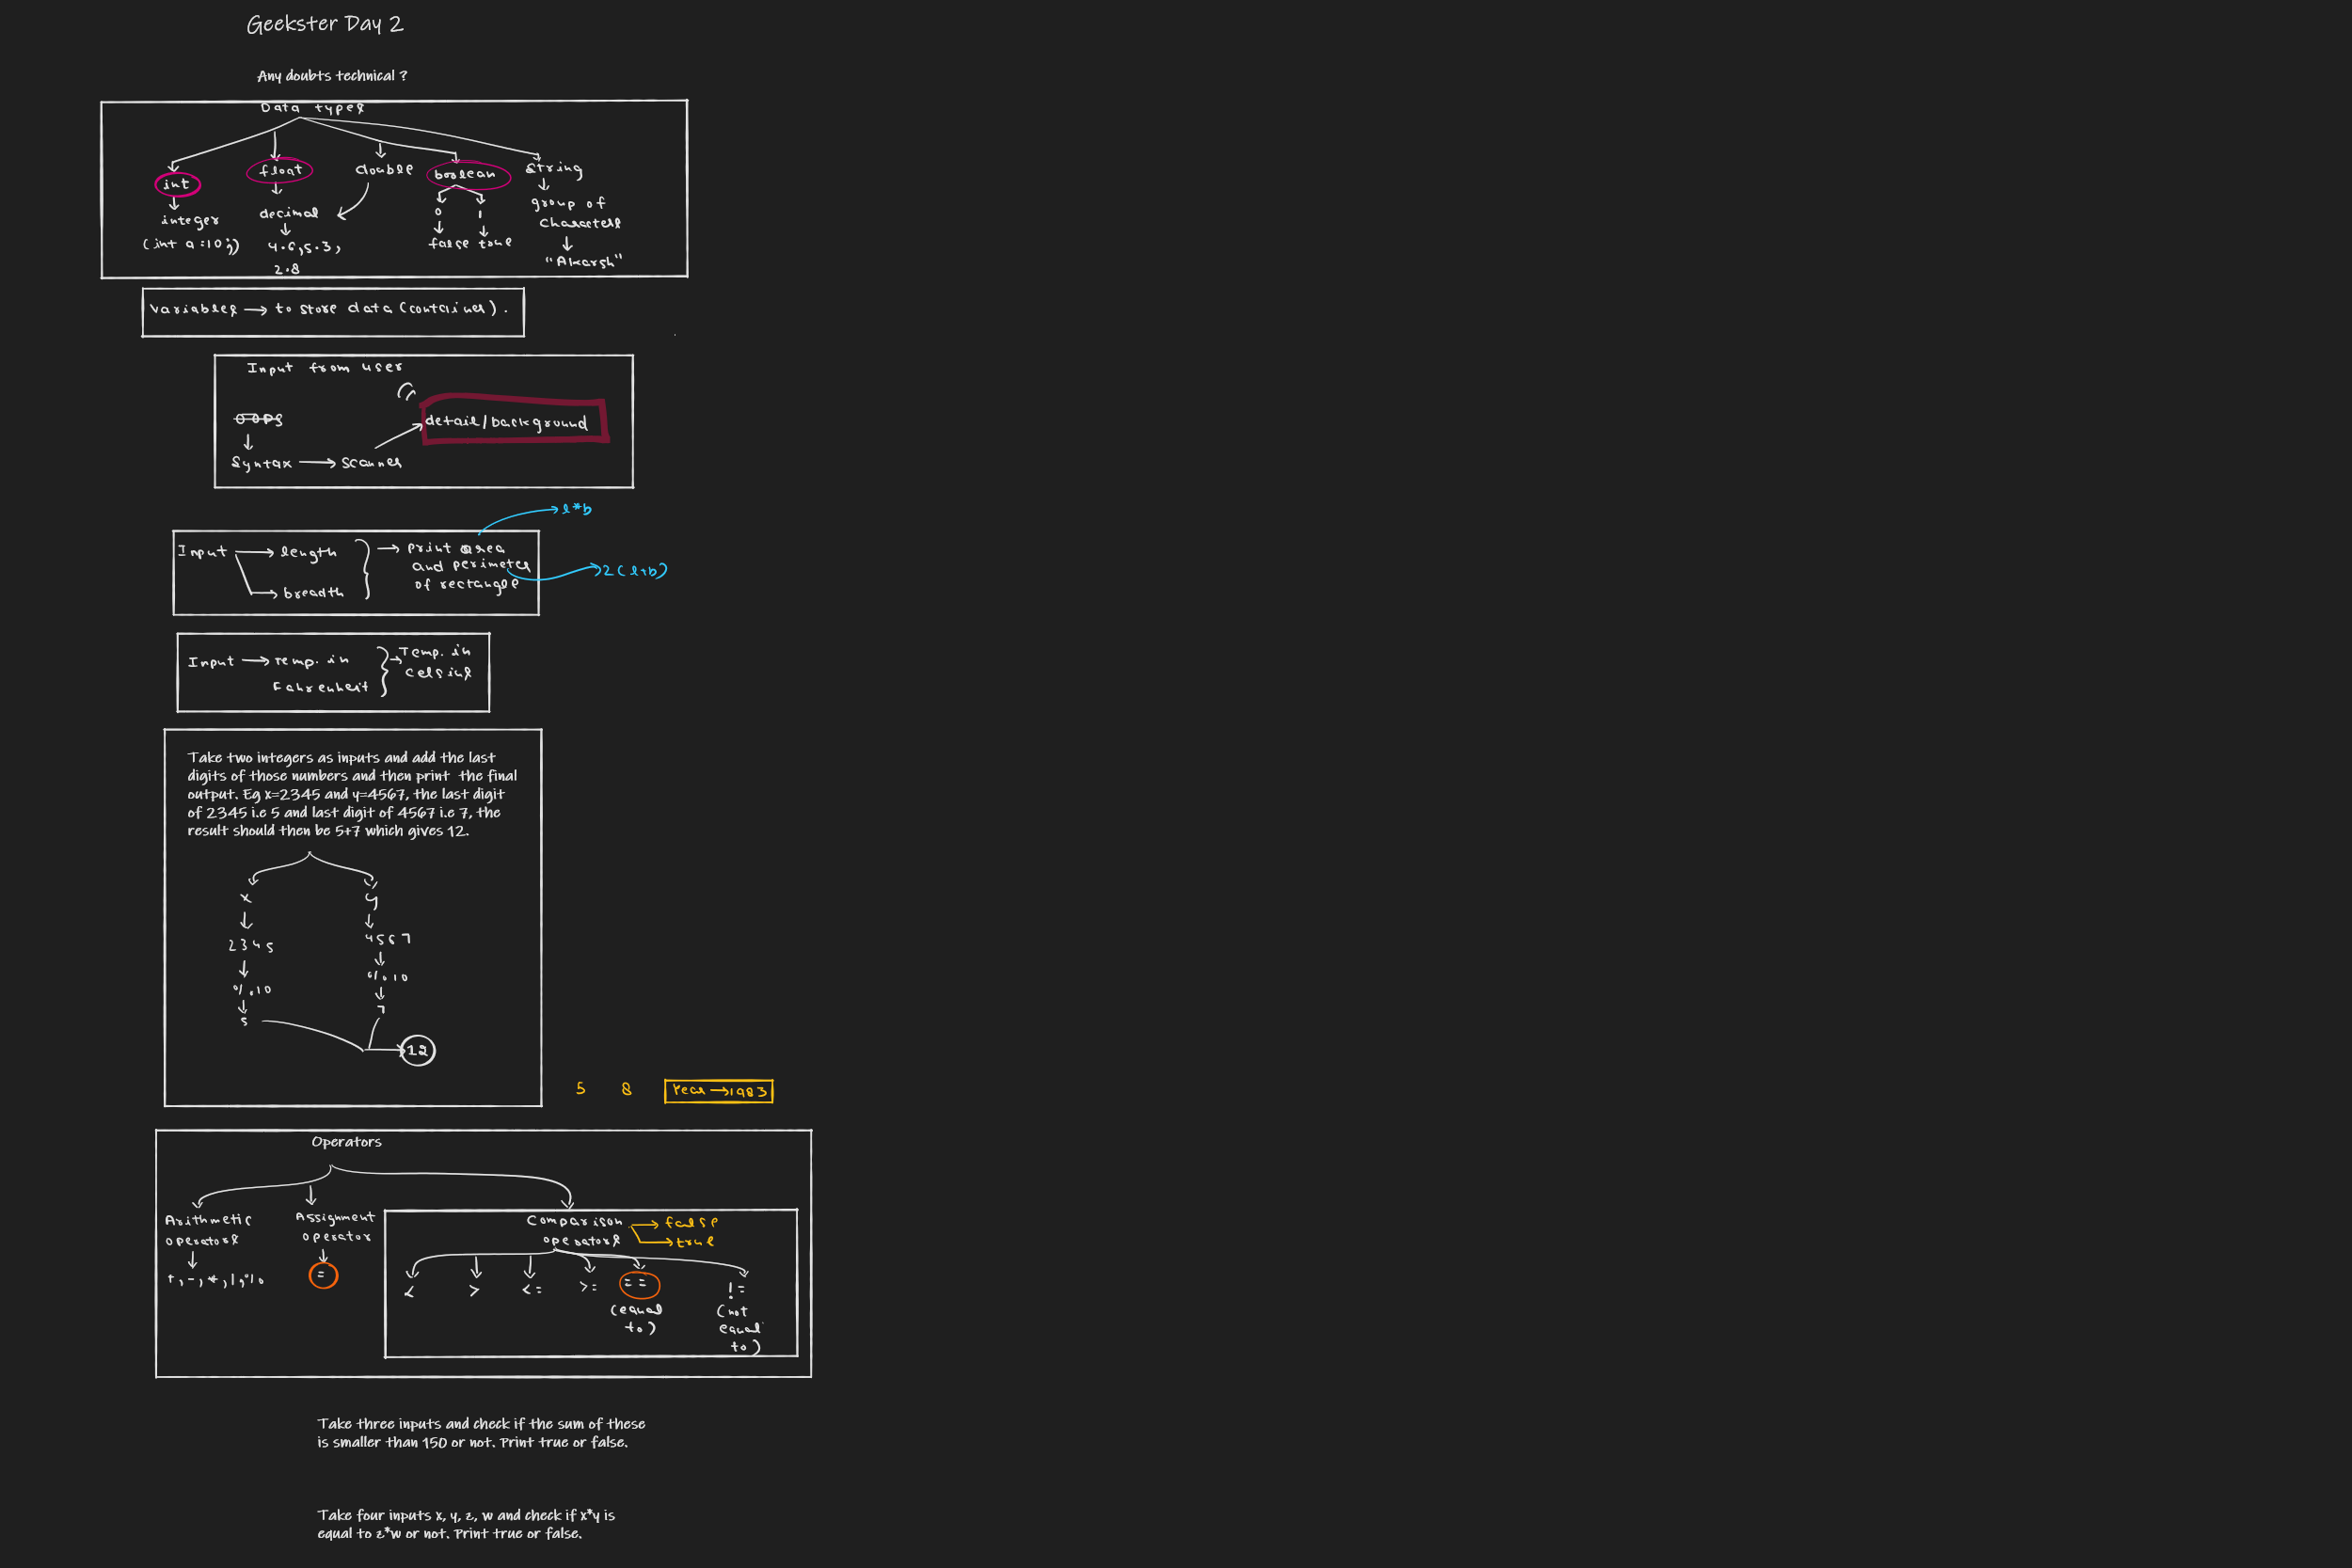 Geekster Day 2
Any doubts technical ?
Data types
int
float
double
boolean
String
integer
(int a=10;)
decimal
4.6, 5.3,
2.8
0
1
false true
group of
characters
"Akarsh"
variables → to store data (container).
Input from user
OOPS
detail/background
Syntax → Scanner
l*b
Input → length
breadth
→ print area
and perimeter
of rectangle
2(l+b)
Input → Temp. in
Fahrenheit
→ Temp. in
Celsius
Take two integers as inputs and add the last
digits of those numbers and then print the final
output. Eg x=2345 and y=4567, the last digit
of 2345 i.e 5 and last digit of 4567 i.e 7, the
result should then be 5+7 which gives 12.
x
y
2345
4567
%10
%10
5
7
12
5 8 Year → 1983
Operators
Arithmetic
operators
+, -, *, /, %
Assignment
operator
=
Comparison
operators
→ false
→ true
<
>
<=
>=
==
(equal
to)
!=
(not
equal
to)
Take three inputs and check if the sum of these
is smaller than 150 or not. Print true or false.
Take four inputs x, y, z, w and check if x*y is
equal to z*w or not. Print true or false.